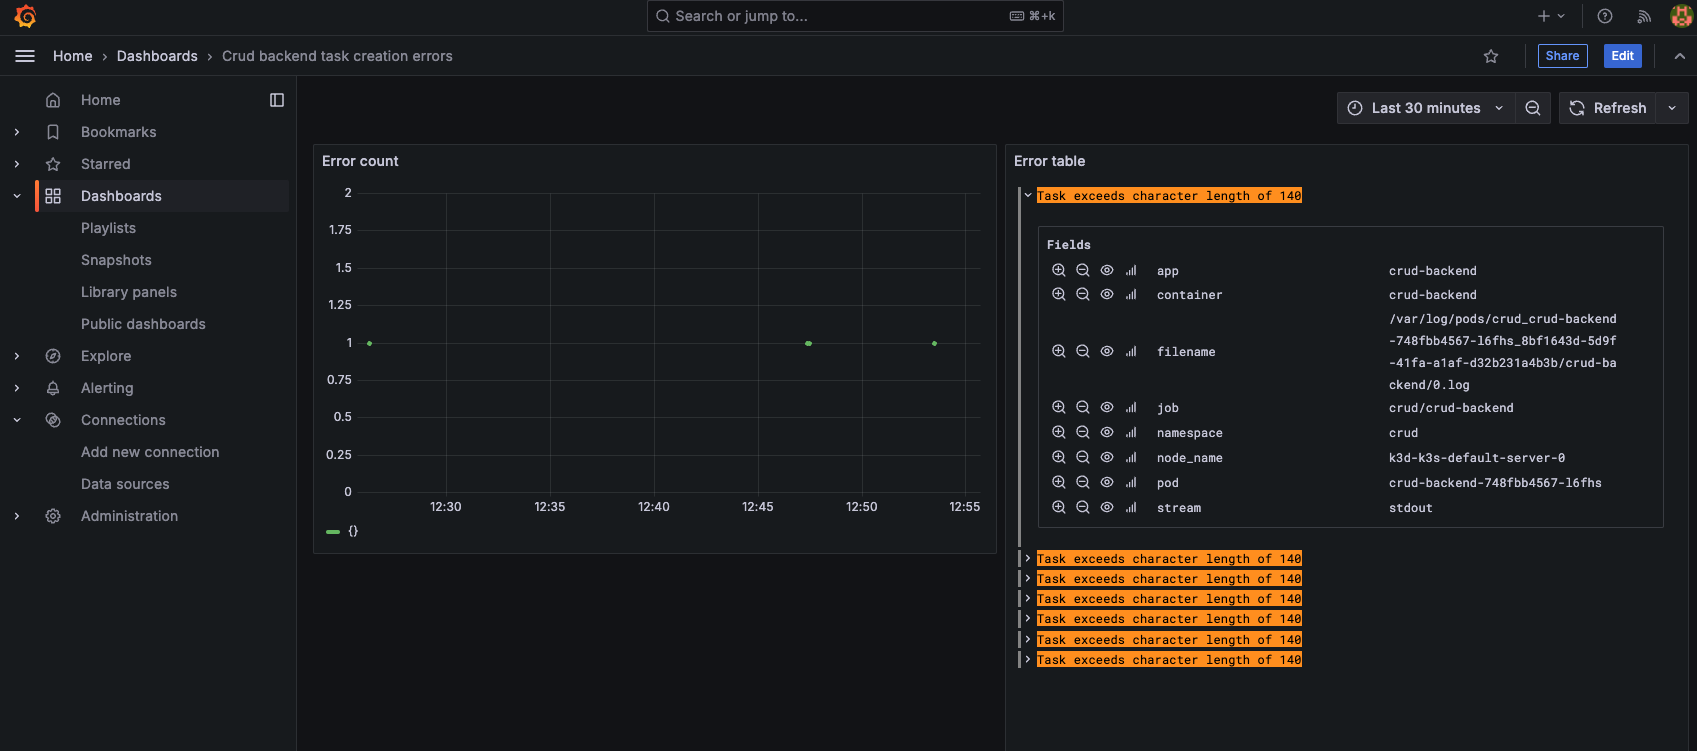 Search or jump to...
⌘+k
Home › Dashboards › Crud backend task creation errors
Share
Edit
Home
Bookmarks
Starred
Dashboards
Playlists
Snapshots
Library panels
Public dashboards
Explore
Alerting
Connections
Add new connection
Data sources
Administration
Last 30 minutes
Refresh
Error count
2
1.75
1.5
1.25
1
0.75
0.5
0.25
0
12:30 12:35 12:40 12:45 12:50 12:55
{}
Error table
Task exceeds character length of 140
Fields
app crud-backend
container crud-backend
filename
/var/log/pods/crud_crud-backend
-748fbb4567-l6fhs_8bf1643d-5d9f
-41fa-a1af-d32b231a4b3b/crud-ba
ckend/0.log
job crud/crud-backend
namespace crud
node_name k3d-k3s-default-server-0
pod crud-backend-748fbb4567-l6fhs
stream stdout
Task exceeds character length of 140
Task exceeds character length of 140
Task exceeds character length of 140
Task exceeds character length of 140
Task exceeds character length of 140
Task exceeds character length of 140